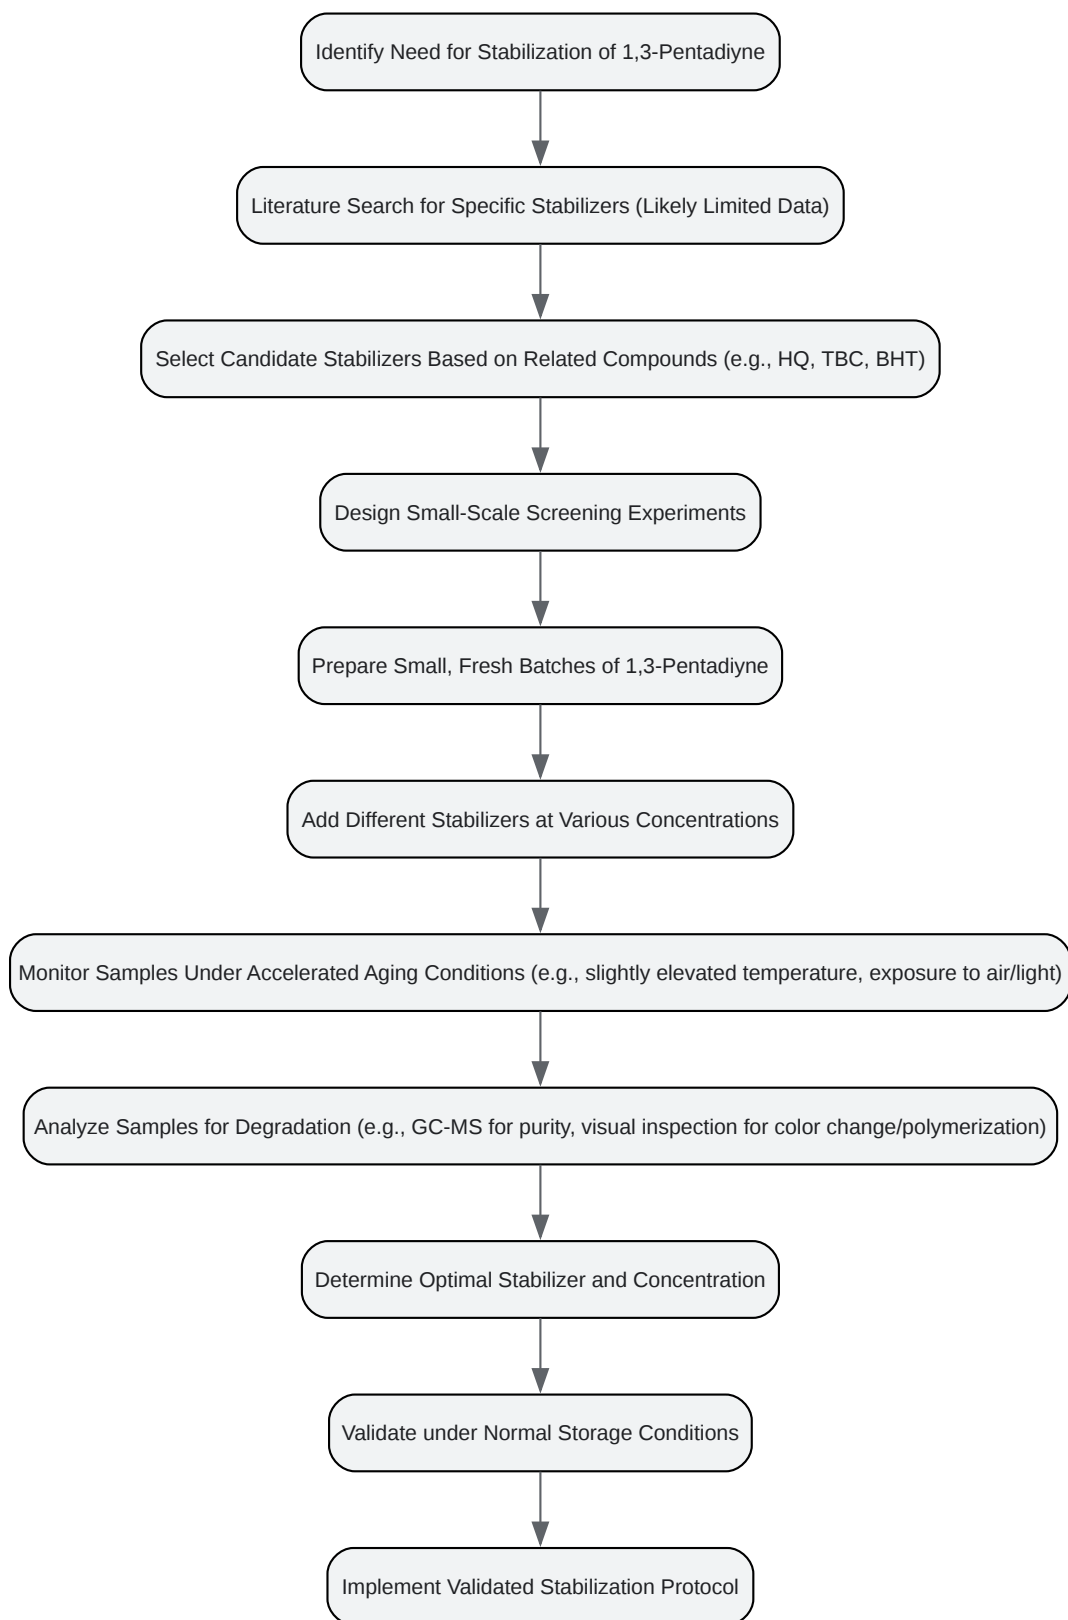 Identify Need for Stabilization of 1,3-Pentadiyne
Literature Search for Specific Stabilizers (Likely Limited Data)
Select Candidate Stabilizers Based on Related Compounds (e.g., HQ, TBC, BHT)
Design Small-Scale Screening Experiments
Prepare Small, Fresh Batches of 1,3-Pentadiyne
Add Different Stabilizers at Various Concentrations
Monitor Samples Under Accelerated Aging Conditions (e.g., slightly elevated temperature, exposure to air/light)
Analyze Samples for Degradation (e.g., GC-MS for purity, visual inspection for color change/polymerization)
Determine Optimal Stabilizer and Concentration
Validate under Normal Storage Conditions
Implement Validated Stabilization Protocol